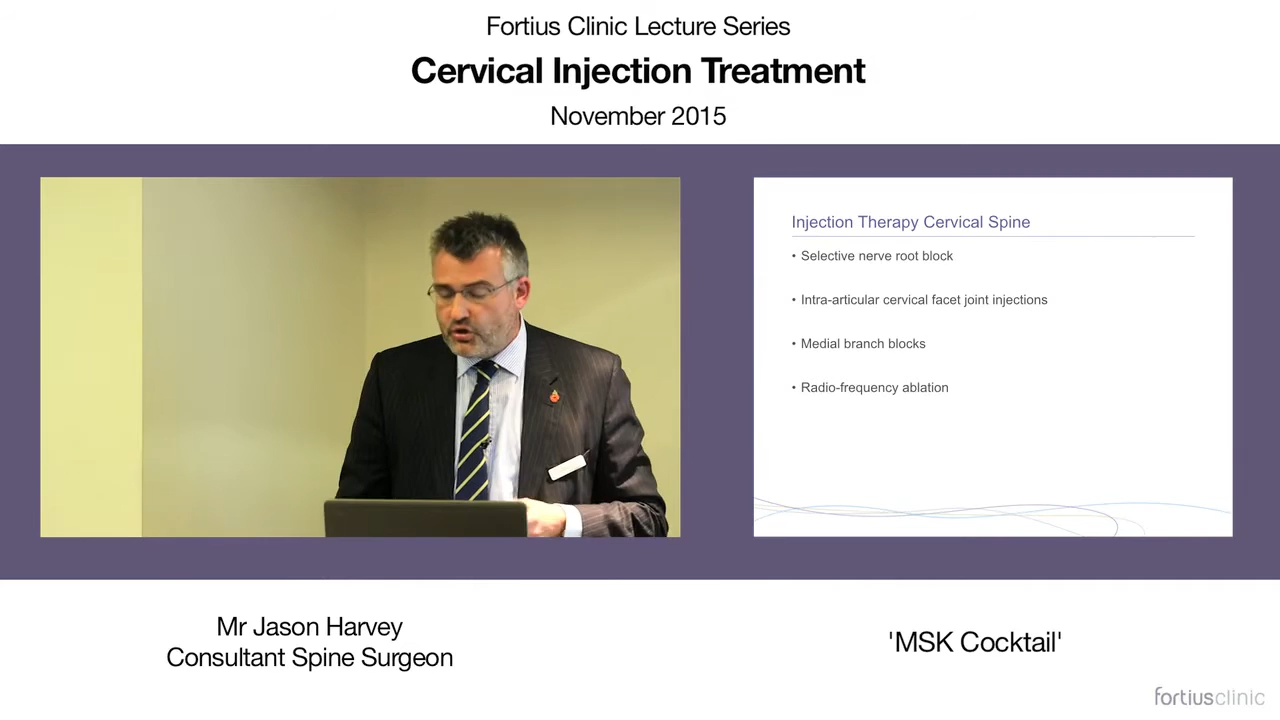 Fortius Clinic Lecture Series
Cervical Injection Treatment
November 2015
Injection Therapy Cervical Spine
• Selective nerve root block
• Intra-articular cervical facet joint injections
• Medial branch blocks
• Radio-frequency ablation
Mr Jason Harvey
Consultant Spine Surgeon
'MSK Cocktail'
fortiusclinic